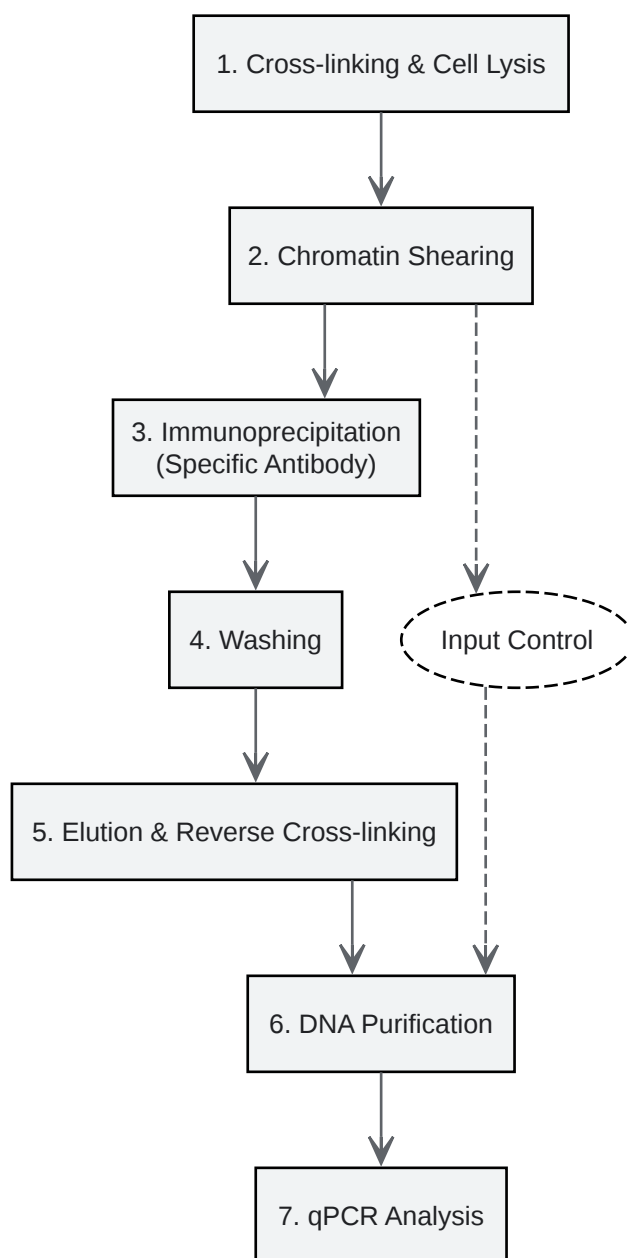 1. Cross-linking & Cell Lysis
2. Chromatin Shearing
3. Immunoprecipitation
(Specific Antibody)
4. Washing
Input Control
5. Elution & Reverse Cross-linking
6. DNA Purification
7. qPCR Analysis